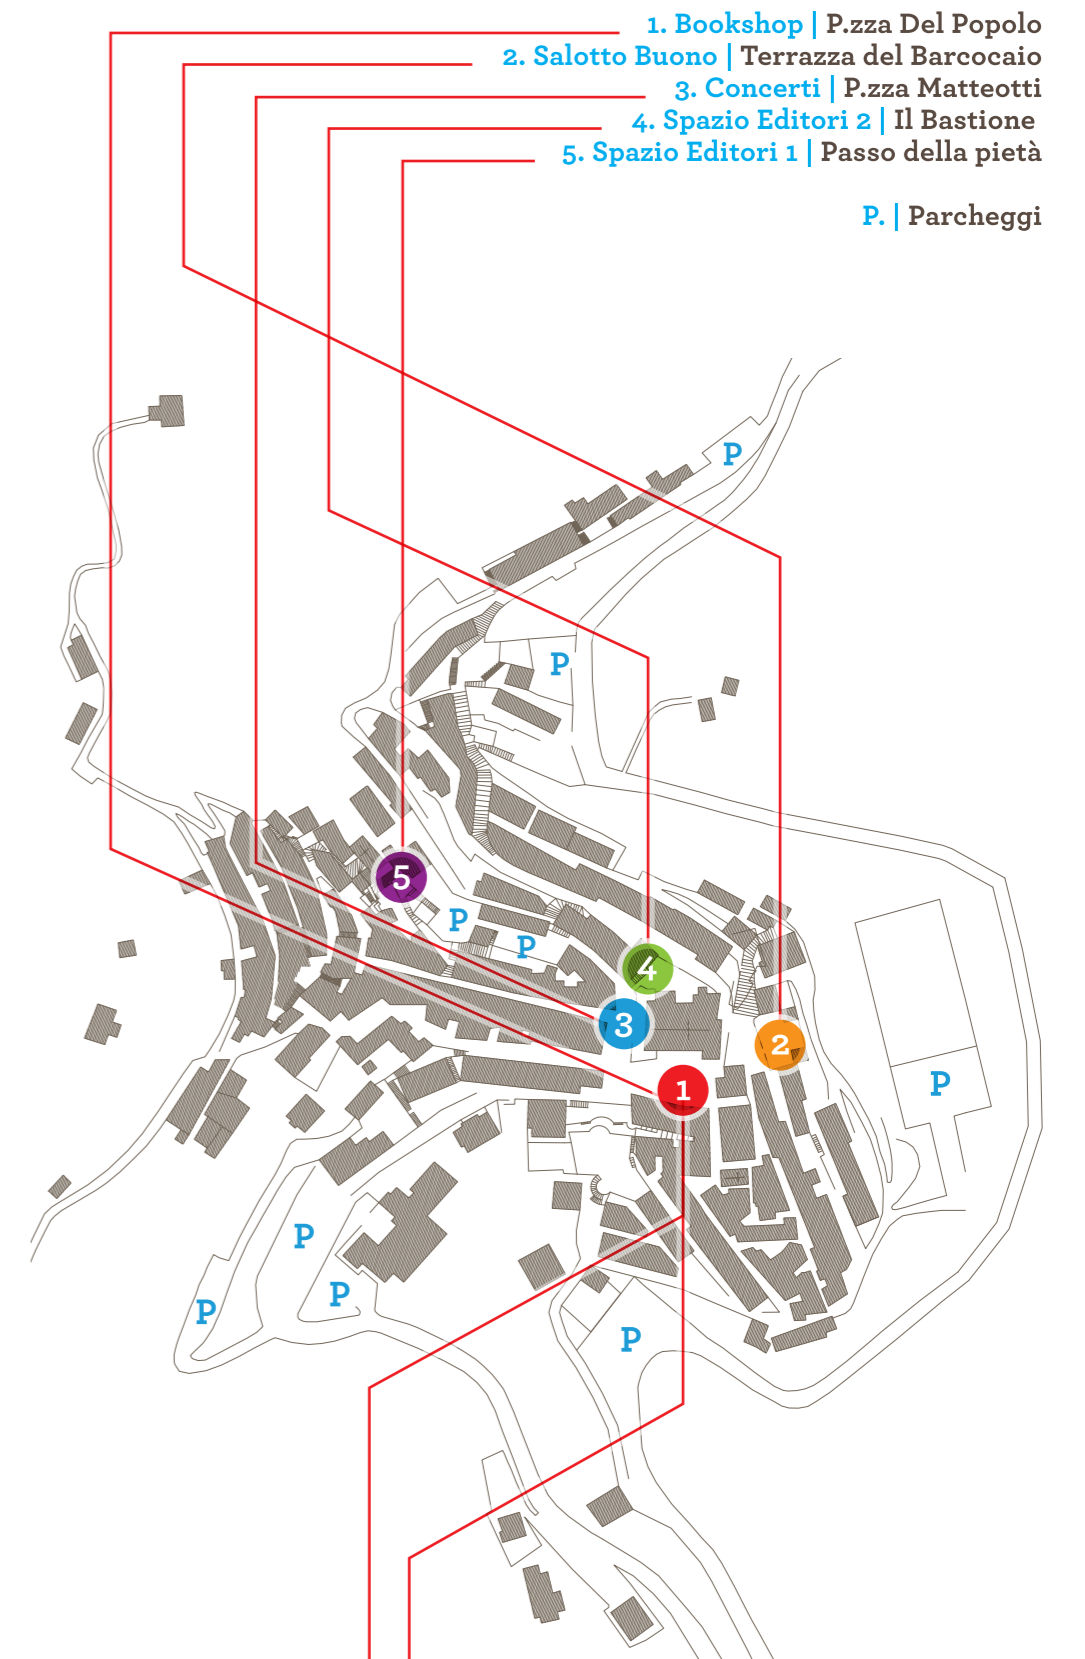 1. Bookshop | P.zza Del Popolo
2. Salotto Buono | Terrazza del Barcocaio
3. Concerti | P.zza Matteotti
4. Spazio Editori 2 | Il Bastione
5. Spazio Editori 1 | Passo della pietà
P. | Parcheggi
P
P
5
P
P
4
3
2
1
P
P
P
P
P